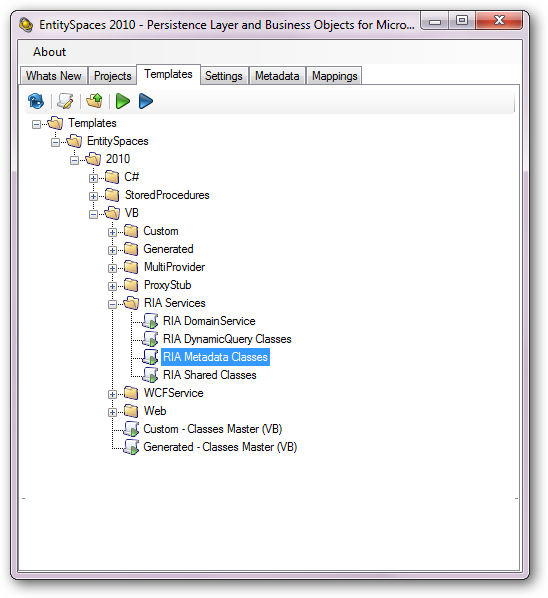 EntitySpaces 2010 - Persistence Layer and Business Objects for Micro...
About
Whats New Projects Templates Settings Metadata Mappings
Templates
EntitySpaces
2010
C#
StoredProcedures
VB
Custom
Generated
MultiProvider
ProxyStub
RIA Services
RIA DomainService
RIA DynamicQuery Classes
RIA Metadata Classes
RIA Shared Classes
WCFService
Web
Custom - Classes Master (VB)
Generated - Classes Master (VB)